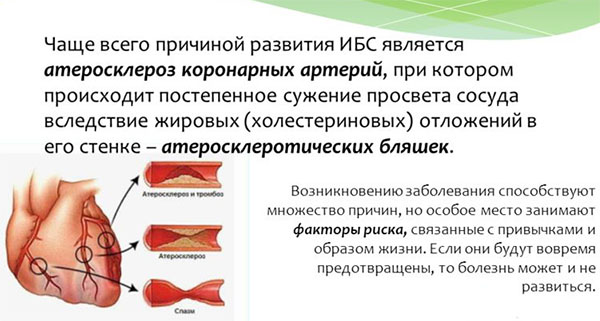 Чаще всего причиной развития ИБС является
атеросклероз коронарных артерий, при котором
происходит постепенное сужение просвета сосуда
вследствие жировых (холестериновых) отложений в
его стенке – атеросклеротических бляшек.
Атеросклероз и тромбоз
Атеросклероз
Спазм
Возникновению заболевания способствуют
множество причин, но особое место занимают
факторы риска, связанные с привычками и
образом жизни. Если они будут вовремя
предотвращены, то болезнь может и не
развиться.